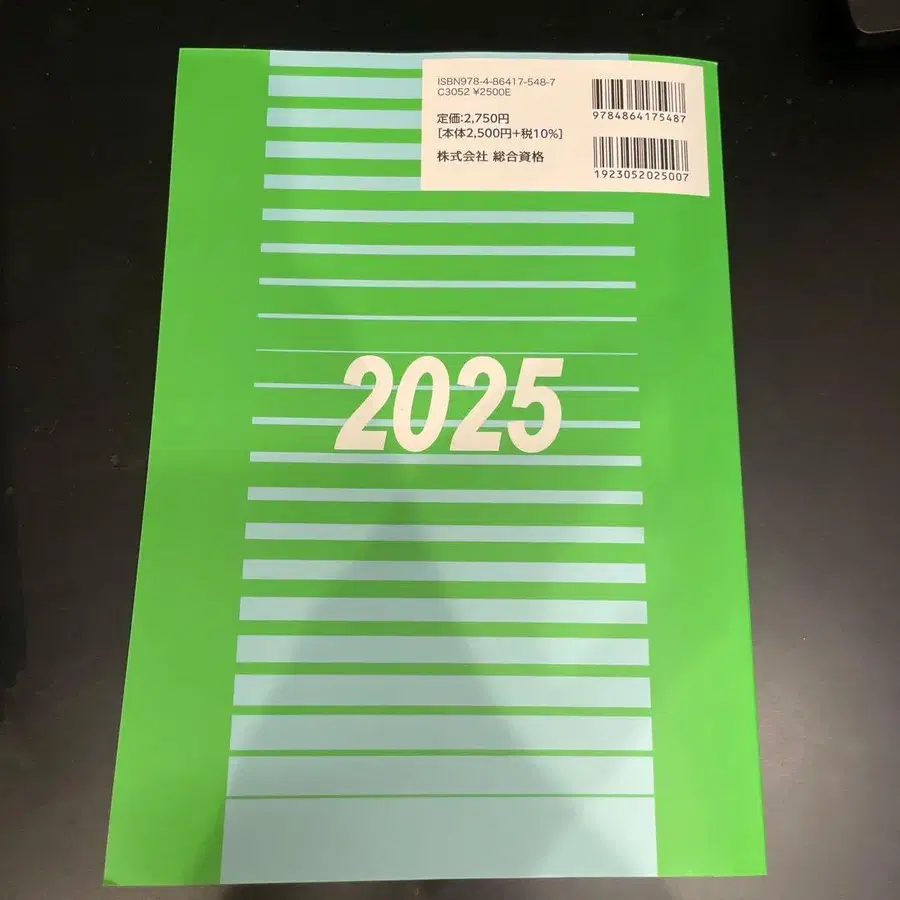 ISBN978-4-86417-548-7
C3052 ¥2500E
定価:2,750円
[本体2,500円+税10%]
株式会社 総合資格
9784864175487
1923052025007
2025